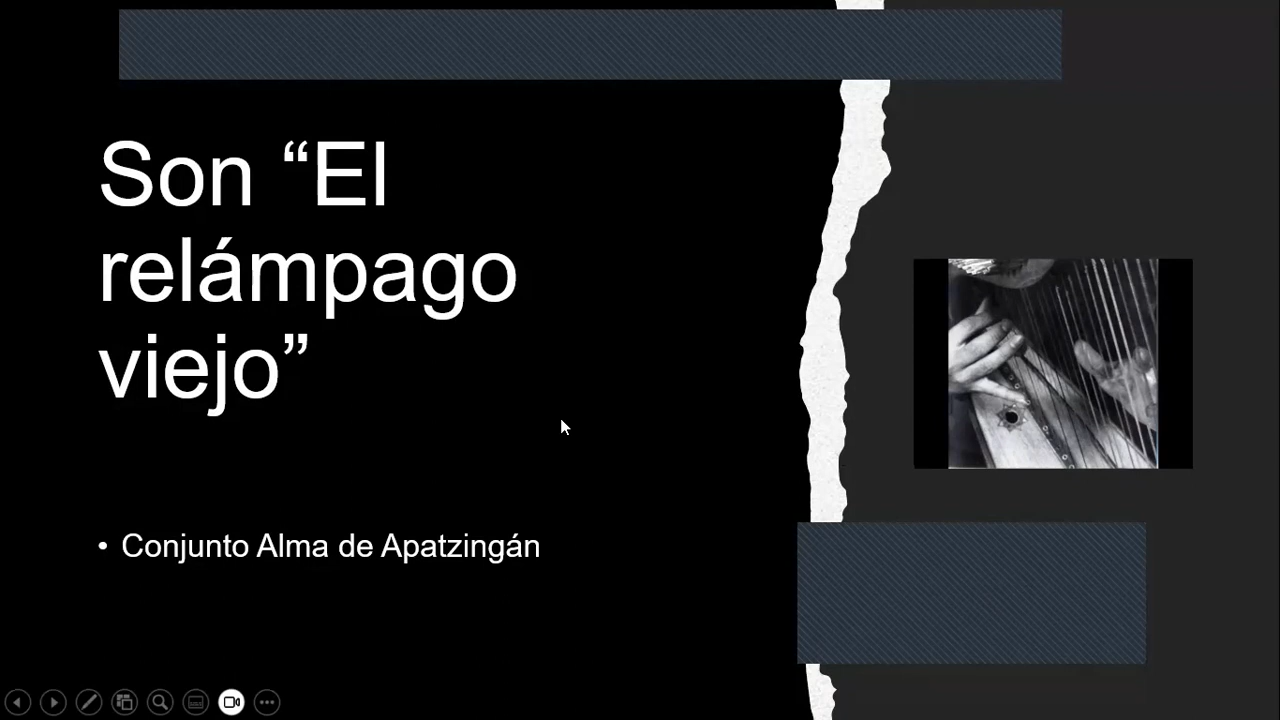 Son “El
relámpago
viejo”
• Conjunto Alma de Apatzingán